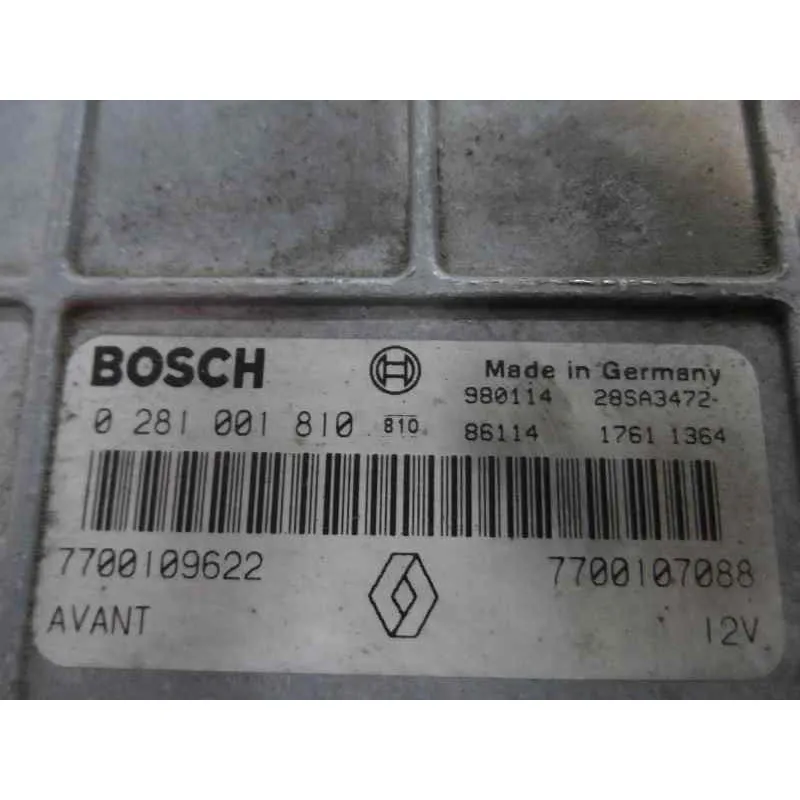 BOSCH Made in Germany
980114 28SA3472-
0 281 001 810 810 86114 1761 1364
7700109622 7700107088
AVANT 12V